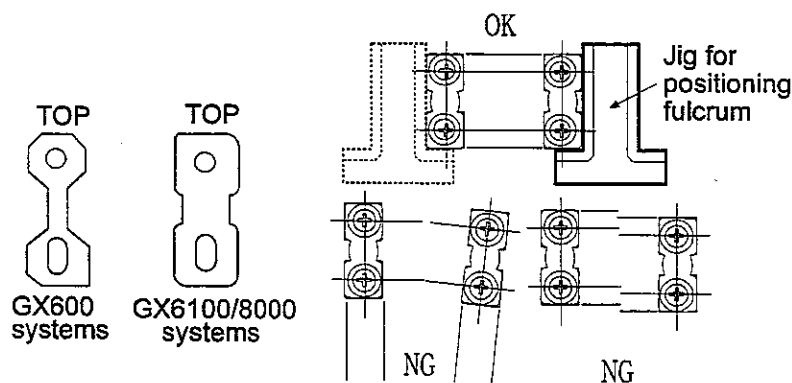 OK
Jig for
positioning
fulcrum
TOP
TOP
GX600
systems
GX6100/8000
systems
NG
NG